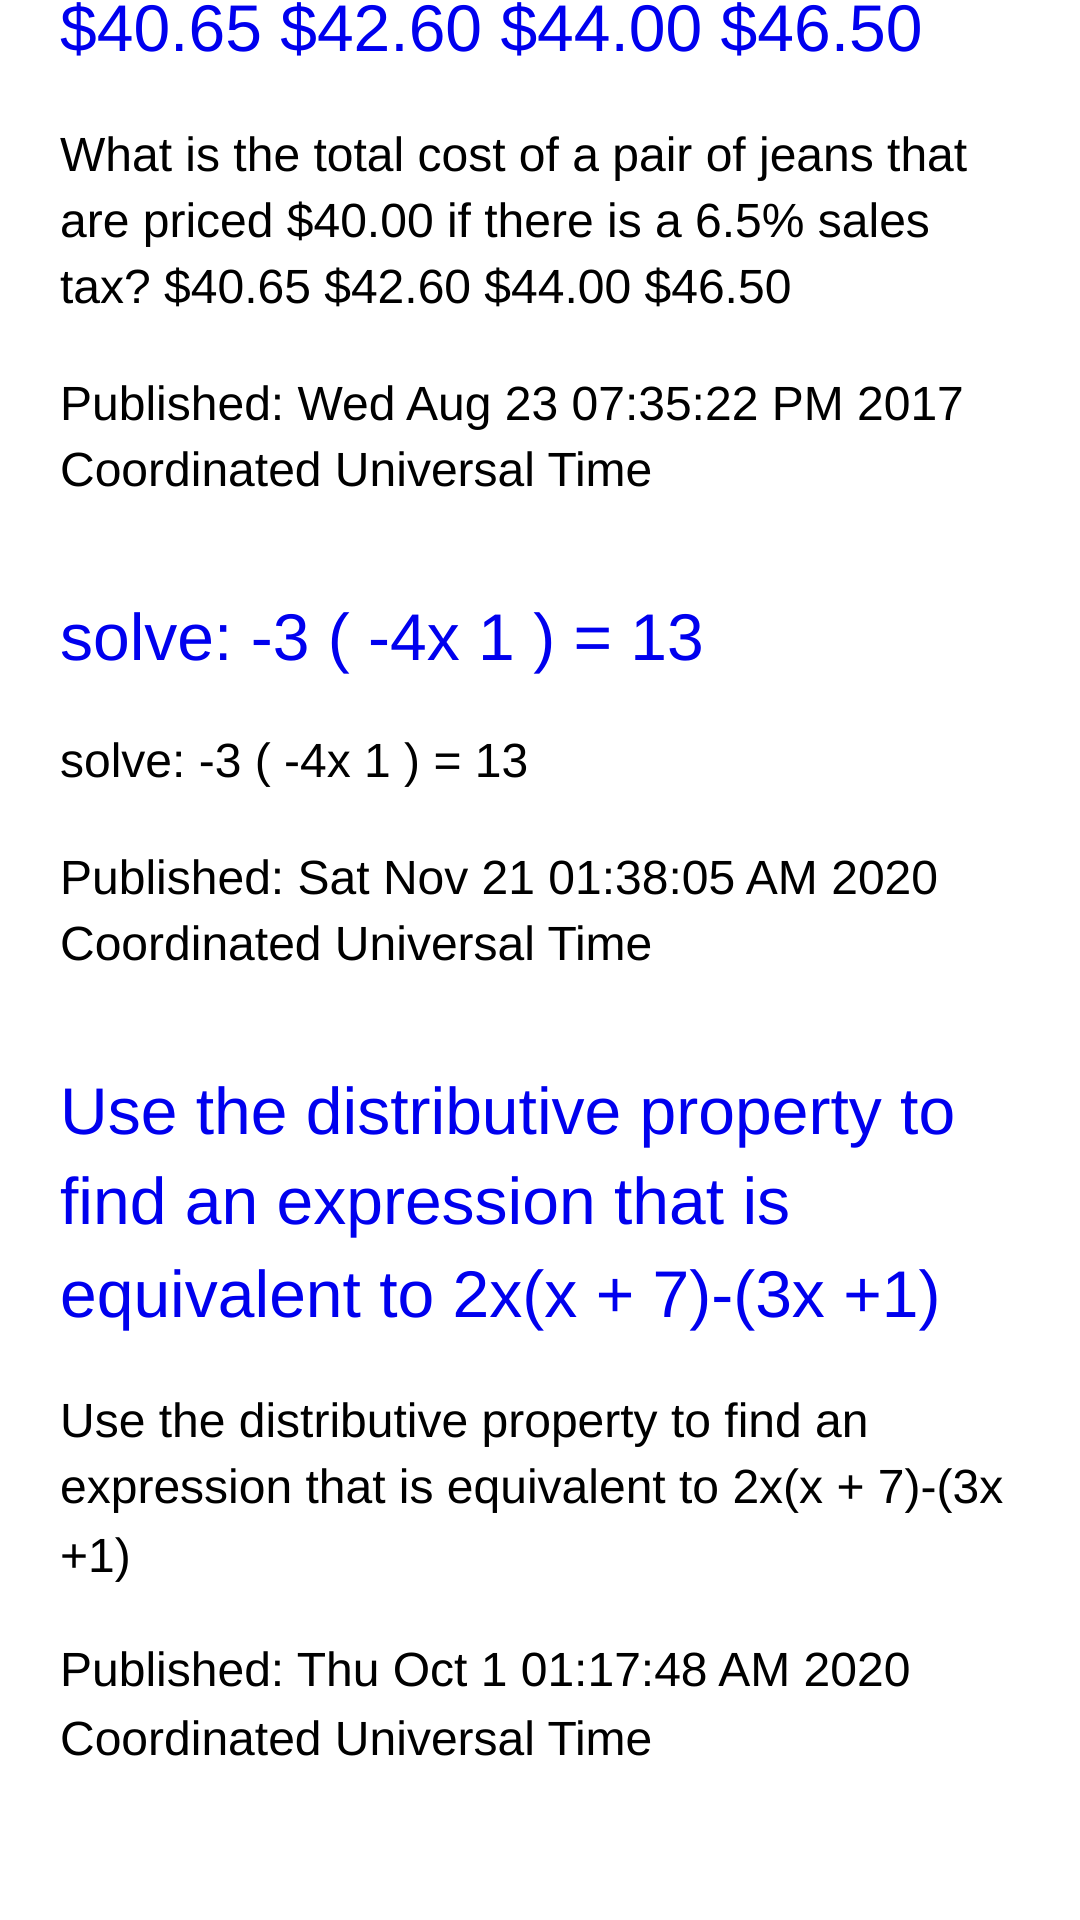 $40.65 $42.60 $44.00 $46.50
What is the total cost of a pair of jeans that
are priced $40.00 if there is a 6.5% sales
tax? $40.65 $42.60 $44.00 $46.50
Published: Wed Aug 23 07:35:22 PM 2017
Coordinated Universal Time
solve: -3 ( -4x 1 ) = 13
solve: -3 ( -4x 1 ) = 13
Published: Sat Nov 21 01:38:05 AM 2020
Coordinated Universal Time
Use the distributive property to
find an expression that is
equivalent to 2x(x + 7)-(3x +1)
Use the distributive property to find an
expression that is equivalent to 2x(x + 7)-(3x
+1)
Published: Thu Oct 1 01:17:48 AM 2020
Coordinated Universal Time